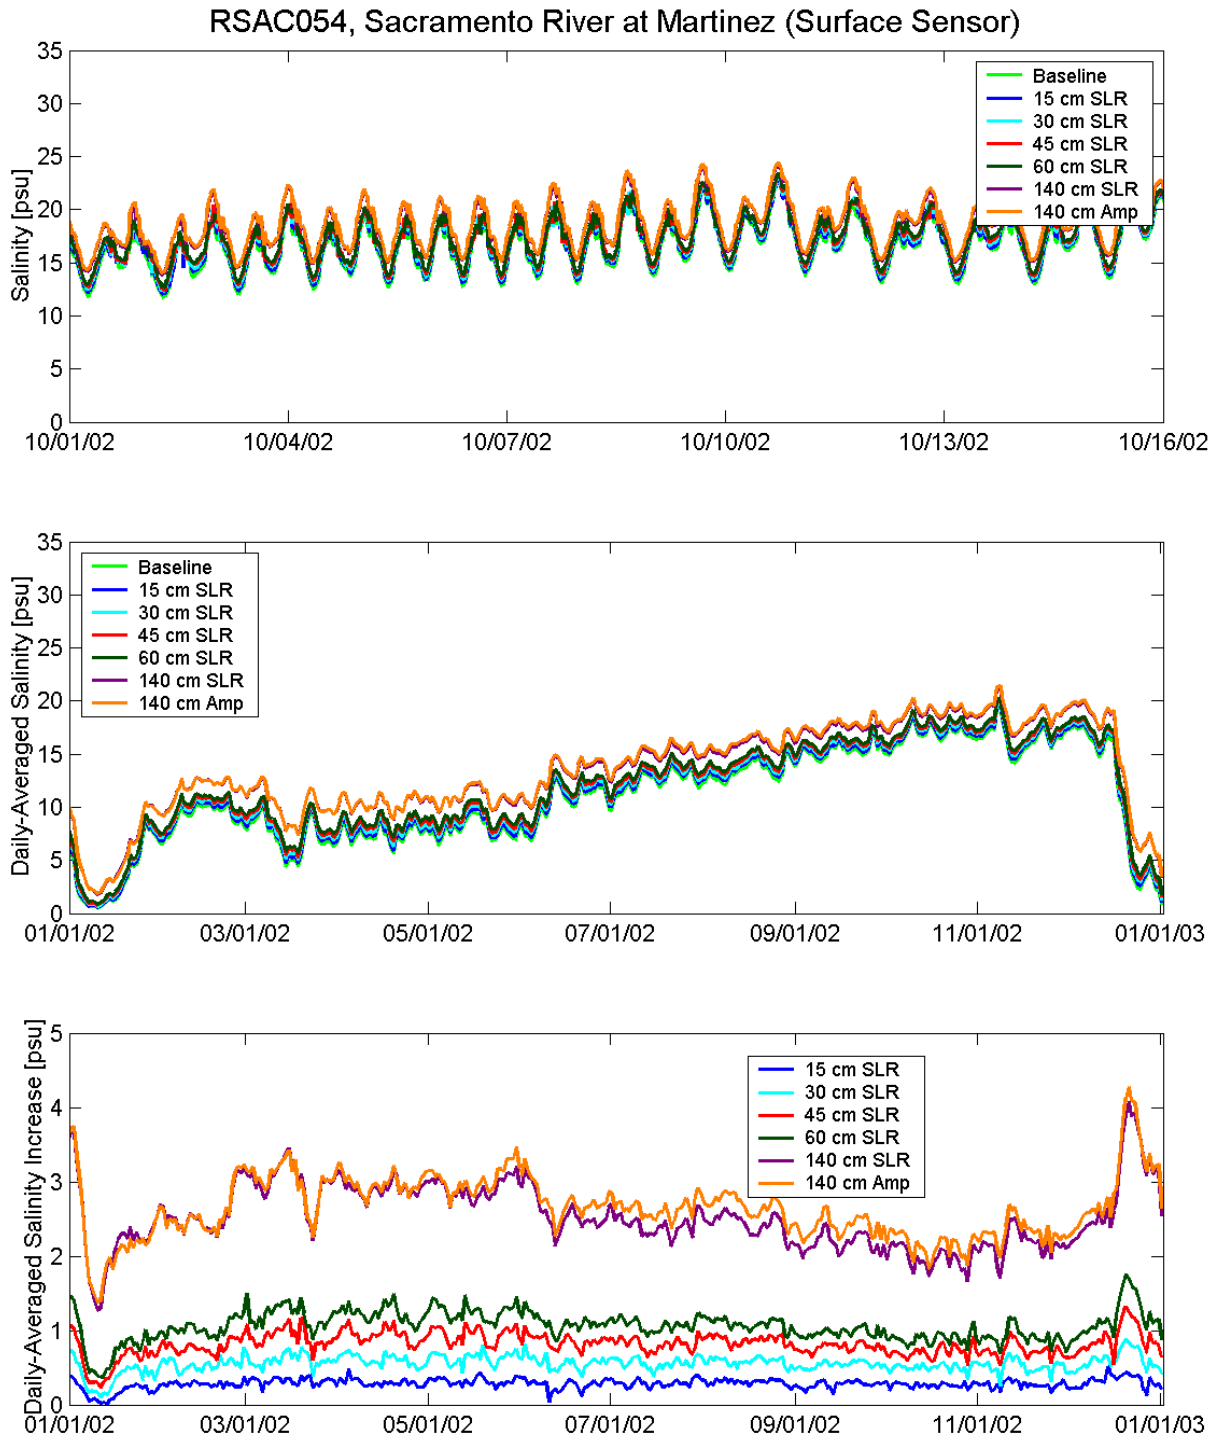 RSAC054, Sacramento River at Martinez (Surface Sensor)
Salinity [psu]
35
30
25
20
15
10
5
0
Baseline
15 cm SLR
30 cm SLR
45 cm SLR
60 cm SLR
140 cm SLR
140 cm Amp
10/01/02 10/04/02 10/07/02 10/10/02 10/13/02 10/16/02
Daily-Averaged Salinity [psu]
35
30
25
20
15
10
5
0
Baseline
15 cm SLR
30 cm SLR
45 cm SLR
60 cm SLR
140 cm SLR
140 cm Amp
01/01/02 03/01/02 05/01/02 07/01/02 09/01/02 11/01/02 01/01/03
Daily-Averaged Salinity Increase [psu]
5
4
3
2
1
0
15 cm SLR
30 cm SLR
45 cm SLR
60 cm SLR
140 cm SLR
140 cm Amp
01/01/02 03/01/02 05/01/02 07/01/02 09/01/02 11/01/02 01/01/03